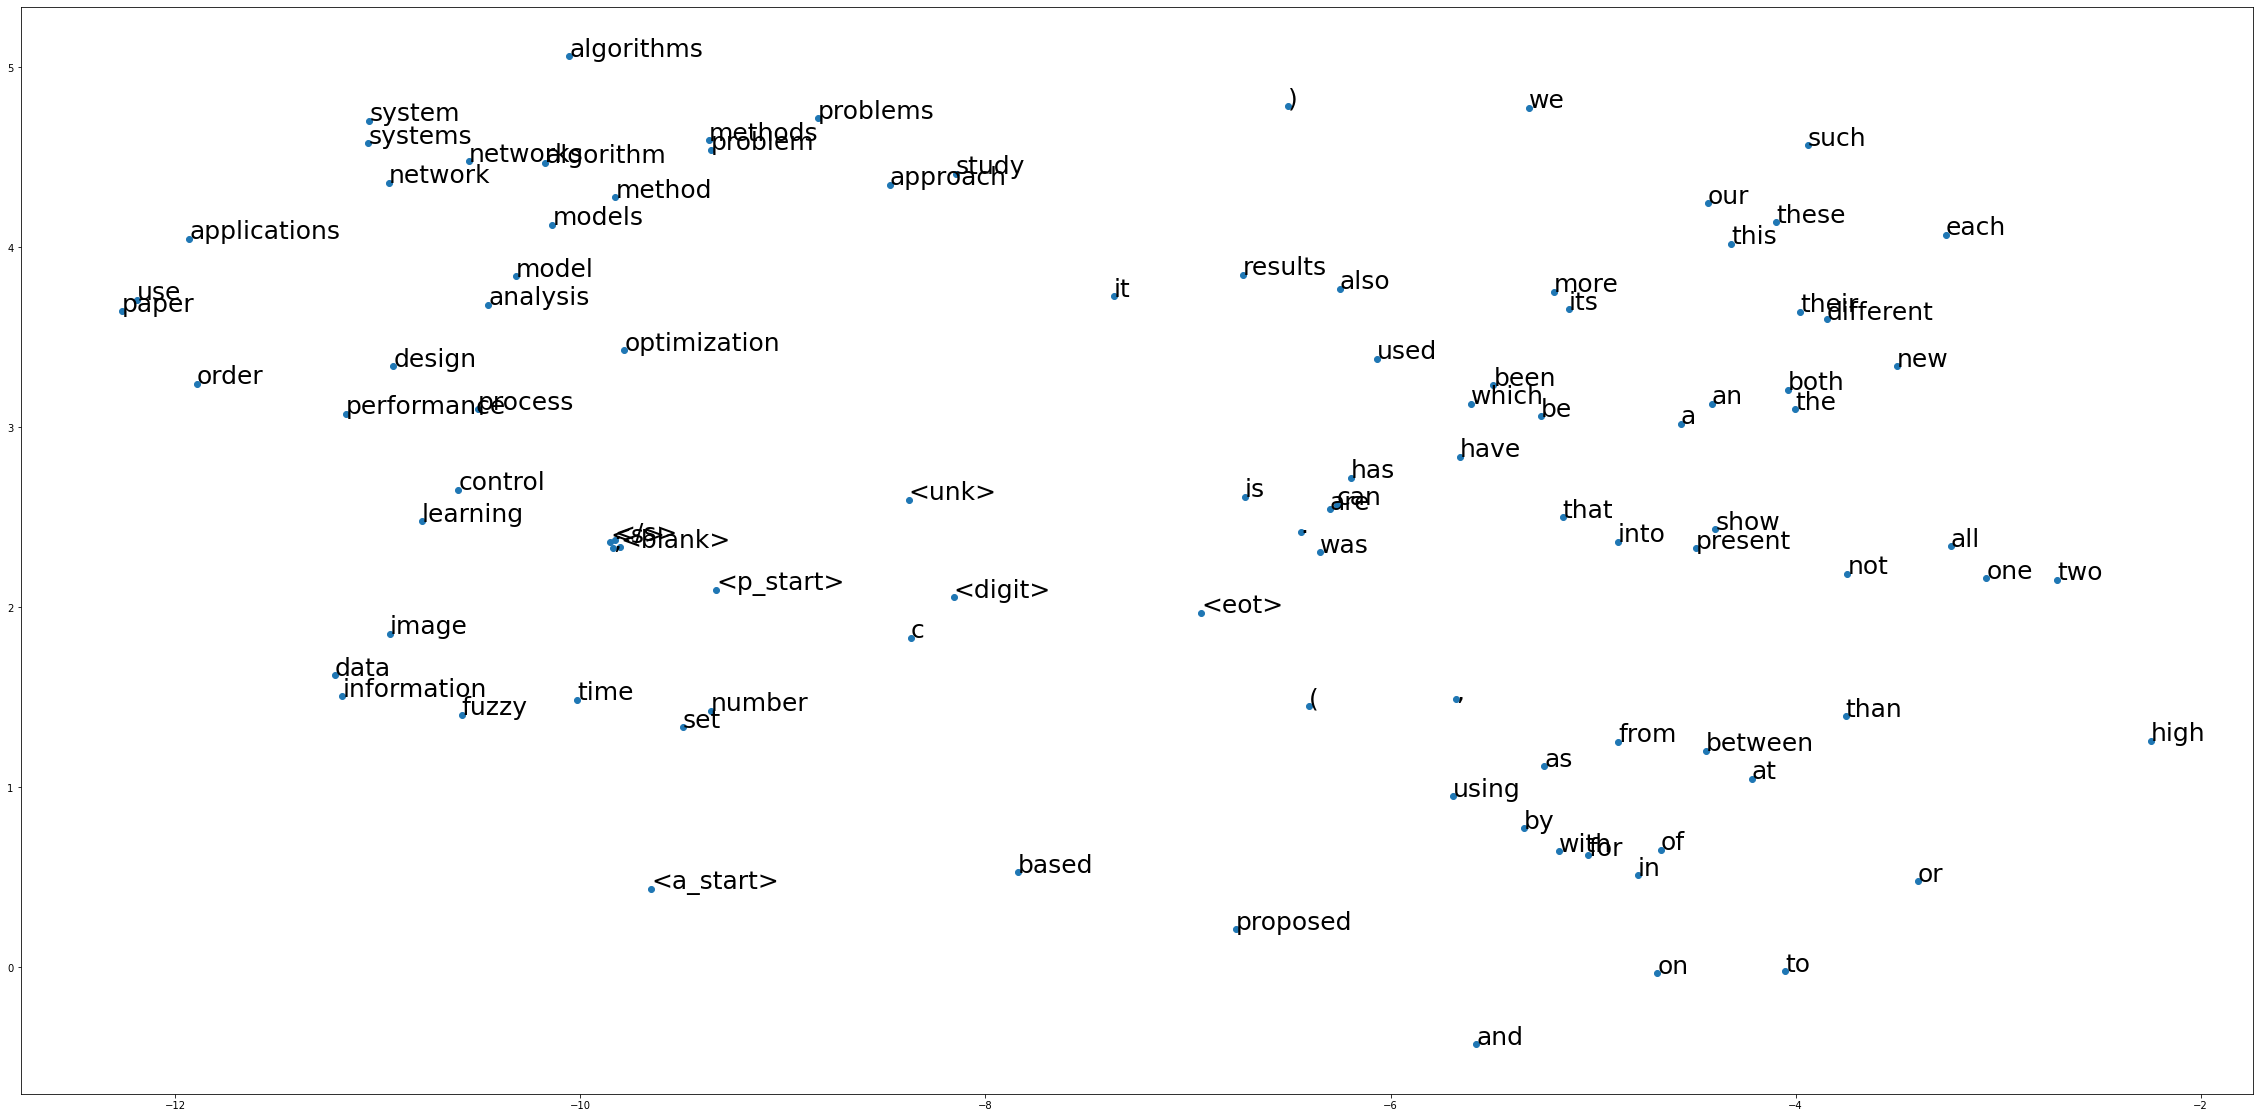 algorithms
system
systems
networks
algorithm
network
methods
problem
problems
approach
study
method
models
applications
model
analysis
use
paper
order
design
optimization
performance
process
control
learning
<unk>
</s>
<blank>
<p_start>
<digit>
<eot>
c
image
data
information
fuzzy
time
set
number
<a_start>
based
proposed
)
we
such
our
these
this
each
it
results
also
more
its
their
different
new
used
been
which
be
both
the
an
a
have
has
can
are
is
.
was
that
into
show
present
not
all
one
two
(
,
from
between
at
than
high
as
using
by
with
for
of
in
or
on
to
and
5
4
3
2
1
0
−12
−10
−8
−6
−4
−2